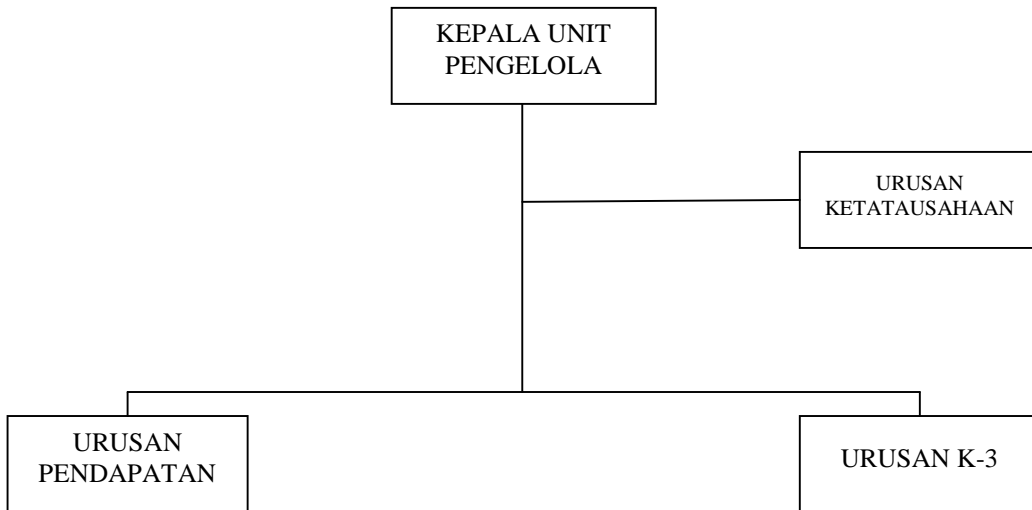 KEPALA UNIT
PENGELOLA
URUSAN
KETATAUSAHAAN
URUSAN
PENDAPATAN
URUSAN K-3